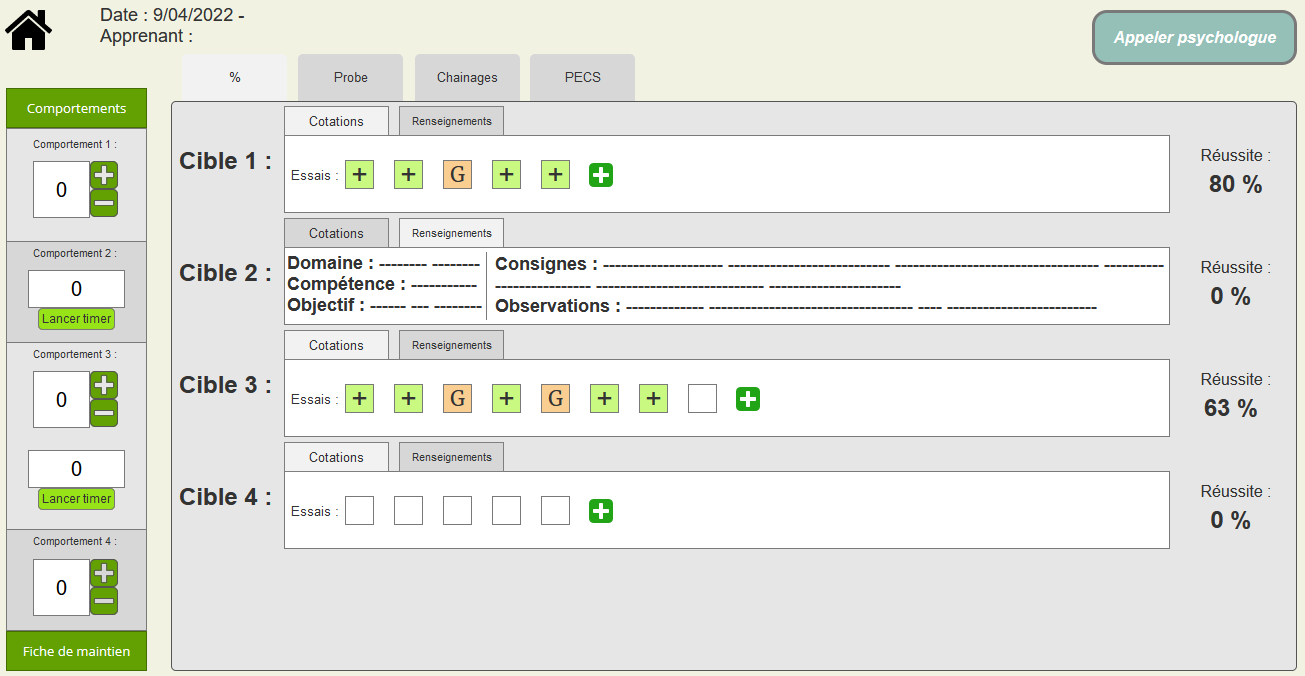 Date : 9/04/2022 -
Apprenant :
Appeler psychologue
% Probe Chainages PECS
Comportements
Comportement 1 :
0
Comportement 2 :
0
Lancer timer
Comportement 3 :
0
0
Lancer timer
Comportement 4 :
0
Fiche de maintien
Cotations Renseignements
Cible 1 :
Essais : + + G + +
Réussite :
80 %
Cotations Renseignements
Cible 2 :
Domaine : -------- --------
Compétence : -----------
Objectif : ------ --- --------
Consignes : -------------------- --------------------------- ---------------------------------- ----------
---------------- ---------------------------- ----------------------
Observations : ------------- ---------------------------------- ---- -------------------------
Réussite :
0 %
Cotations Renseignements
Cible 3 :
Essais : + + G + G + +
Réussite :
63 %
Cotations Renseignements
Cible 4 :
Essais :
Réussite :
0 %